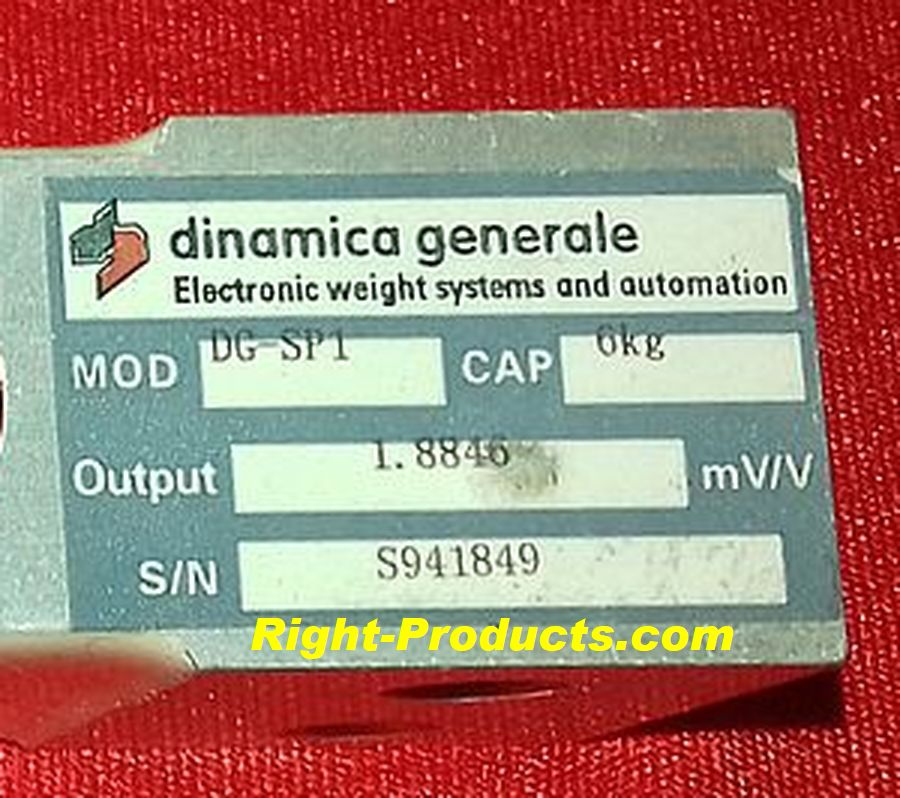 dinamica generale
Electronic weight systems and automation
MOD DG-SP1 CAP 6kg
Output 1.8846 mV/V
S/N S941849
Right-Products.com